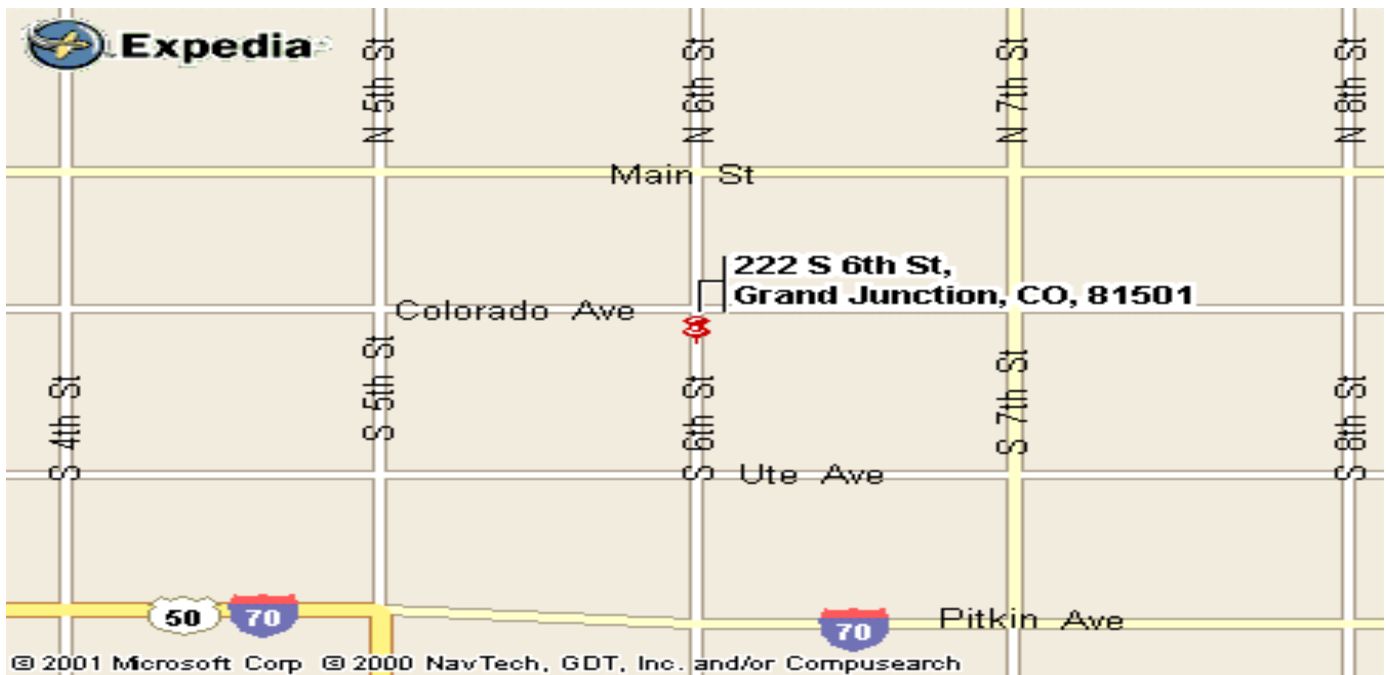 Expedia
N 5th St
N 6th St
N 7th St
N 8th St
Main St
222 S 6th St,
Grand Junction, CO, 81501
Colorado Ave
S 4th St
S 5th St
S 6th St
S 7th St
S 8th St
Ute Ave
50
70
70
Pitkin Ave
© 2001 Microsoft Corp © 2000 NavTech, GDT, Inc. and/or Compusearch